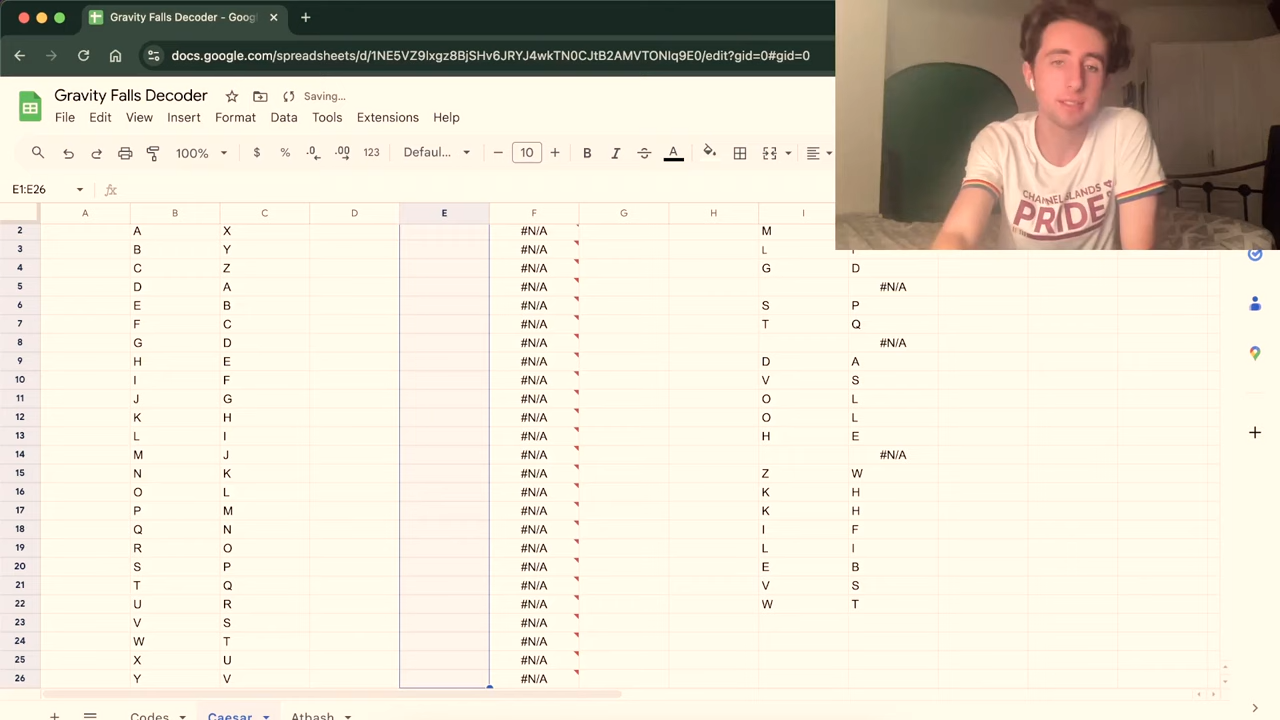 Gravity Falls Decoder - Goog
docs.google.com/spreadsheets/d/1NE5VZ9lxgz8BjSHv6JRYJ4wkTN0CJtB2AMVTONIq9E0/edit?gid=0#gid=0
Gravity Falls Decoder Saving...
File Edit View Insert Format Data Tools Extensions Help
100% $ % .0 .00 123 Defaul... − 10 + B I A
E1:E26 fx
A B C D E F G H I
2 A X #N/A M
3 B Y #N/A L
4 C Z #N/A G D
5 D A #N/A #N/A
6 E B #N/A S P
7 F C #N/A T Q
8 G D #N/A #N/A
9 H E #N/A D A
10 I F #N/A V S
11 J G #N/A O L
12 K H #N/A O L
13 L I #N/A H E
14 M J #N/A #N/A
15 N K #N/A Z W
16 O L #N/A K H
17 P M #N/A K H
18 Q N #N/A I F
19 R O #N/A L I
20 S P #N/A E B
21 T Q #N/A V S
22 U R #N/A W T
23 V S #N/A
24 W T #N/A
25 X U #N/A
26 Y V #N/A
Codes Caesar Atbash
CHANNEL ISLANDS
PRIDE